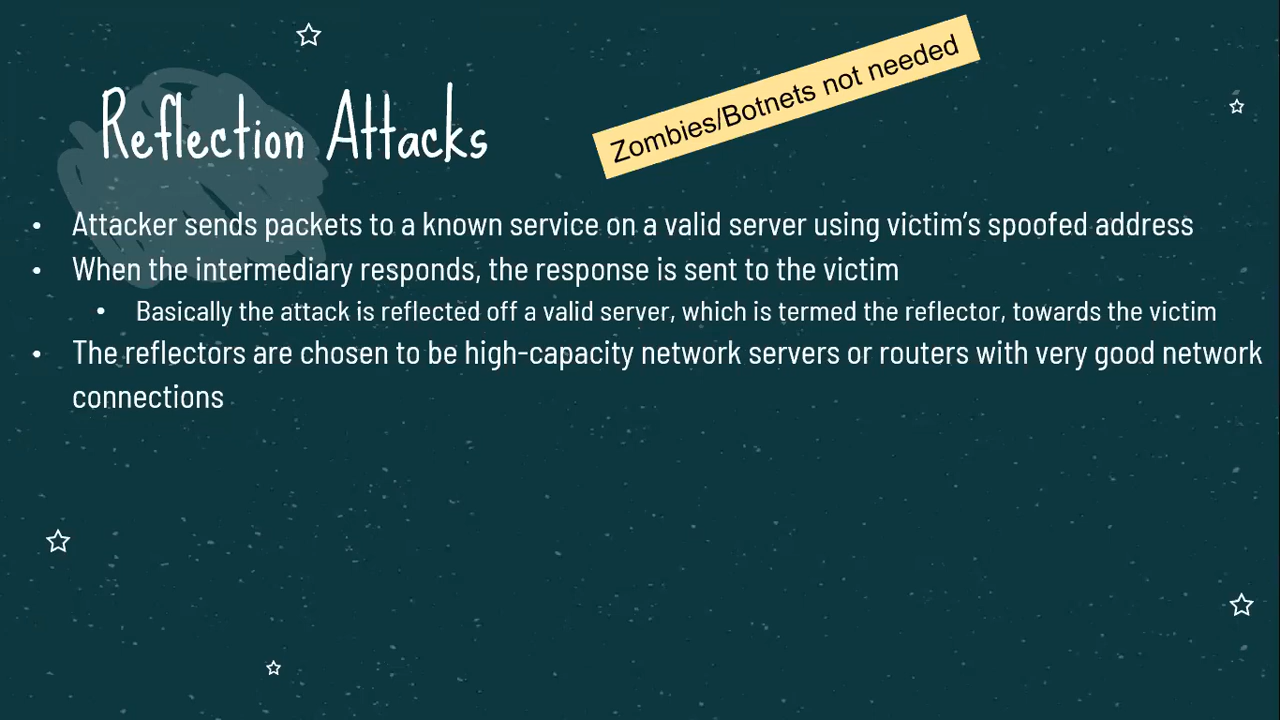 Zombies/Botnets not needed
Reflection Attacks
• Attacker sends packets to a known service on a valid server using victim’s spoofed address
• When the intermediary responds, the response is sent to the victim
• Basically the attack is reflected off a valid server, which is termed the reflector, towards the victim
• The reflectors are chosen to be high-capacity network servers or routers with very good network
connections